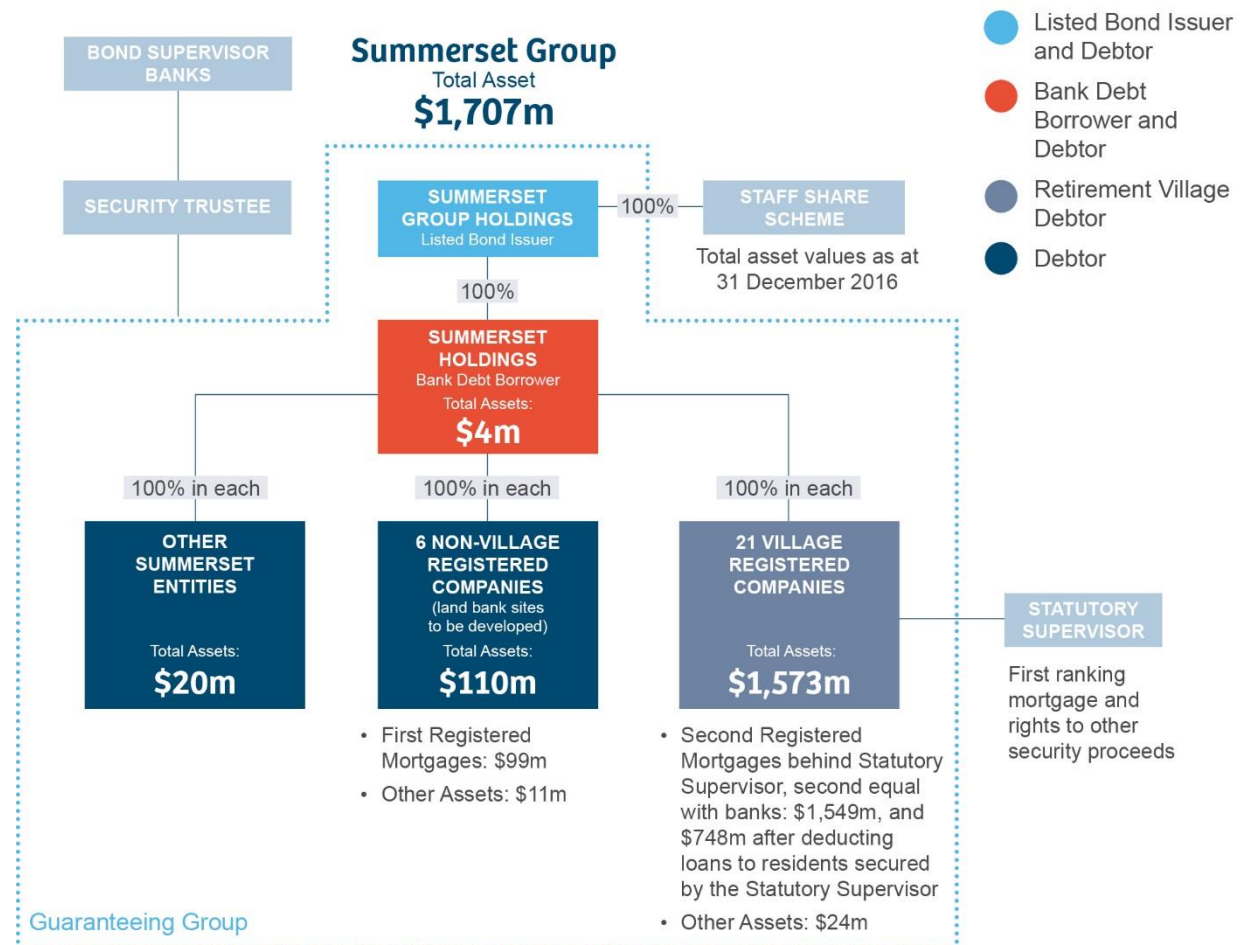 BOND SUPERVISOR
BANKS
SECURITY TRUSTEE
Summerset Group
Total Asset
$1,707m
SUMMERSET
GROUP HOLDINGS
Listed Bond Issuer
100%
STAFF SHARE
SCHEME
Total asset values as at
31 December 2016
Listed Bond Issuer
and Debtor
Bank Debt
Borrower and
Debtor
Retirement Village
Debtor
Debtor
100%
SUMMERSET
HOLDINGS
Bank Debt Borrower
Total Assets:
$4m
100% in each
100% in each
100% in each
OTHER
SUMMERSET
ENTITIES
Total Assets:
$20m
6 NON-VILLAGE
REGISTERED
COMPANIES
(land bank sites
to be developed)
Total Assets:
$110m
• First Registered
Mortgages: $99m
• Other Assets: $11m
21 VILLAGE
REGISTERED
COMPANIES
Total Assets:
$1,573m
• Second Registered
Mortgages behind Statutory
Supervisor, second equal
with banks: $1,549m, and
$748m after deducting
loans to residents secured
by the Statutory Supervisor
• Other Assets: $24m
STATUTORY
SUPERVISOR
First ranking
mortgage and
rights to other
security proceeds
Guaranteeing Group